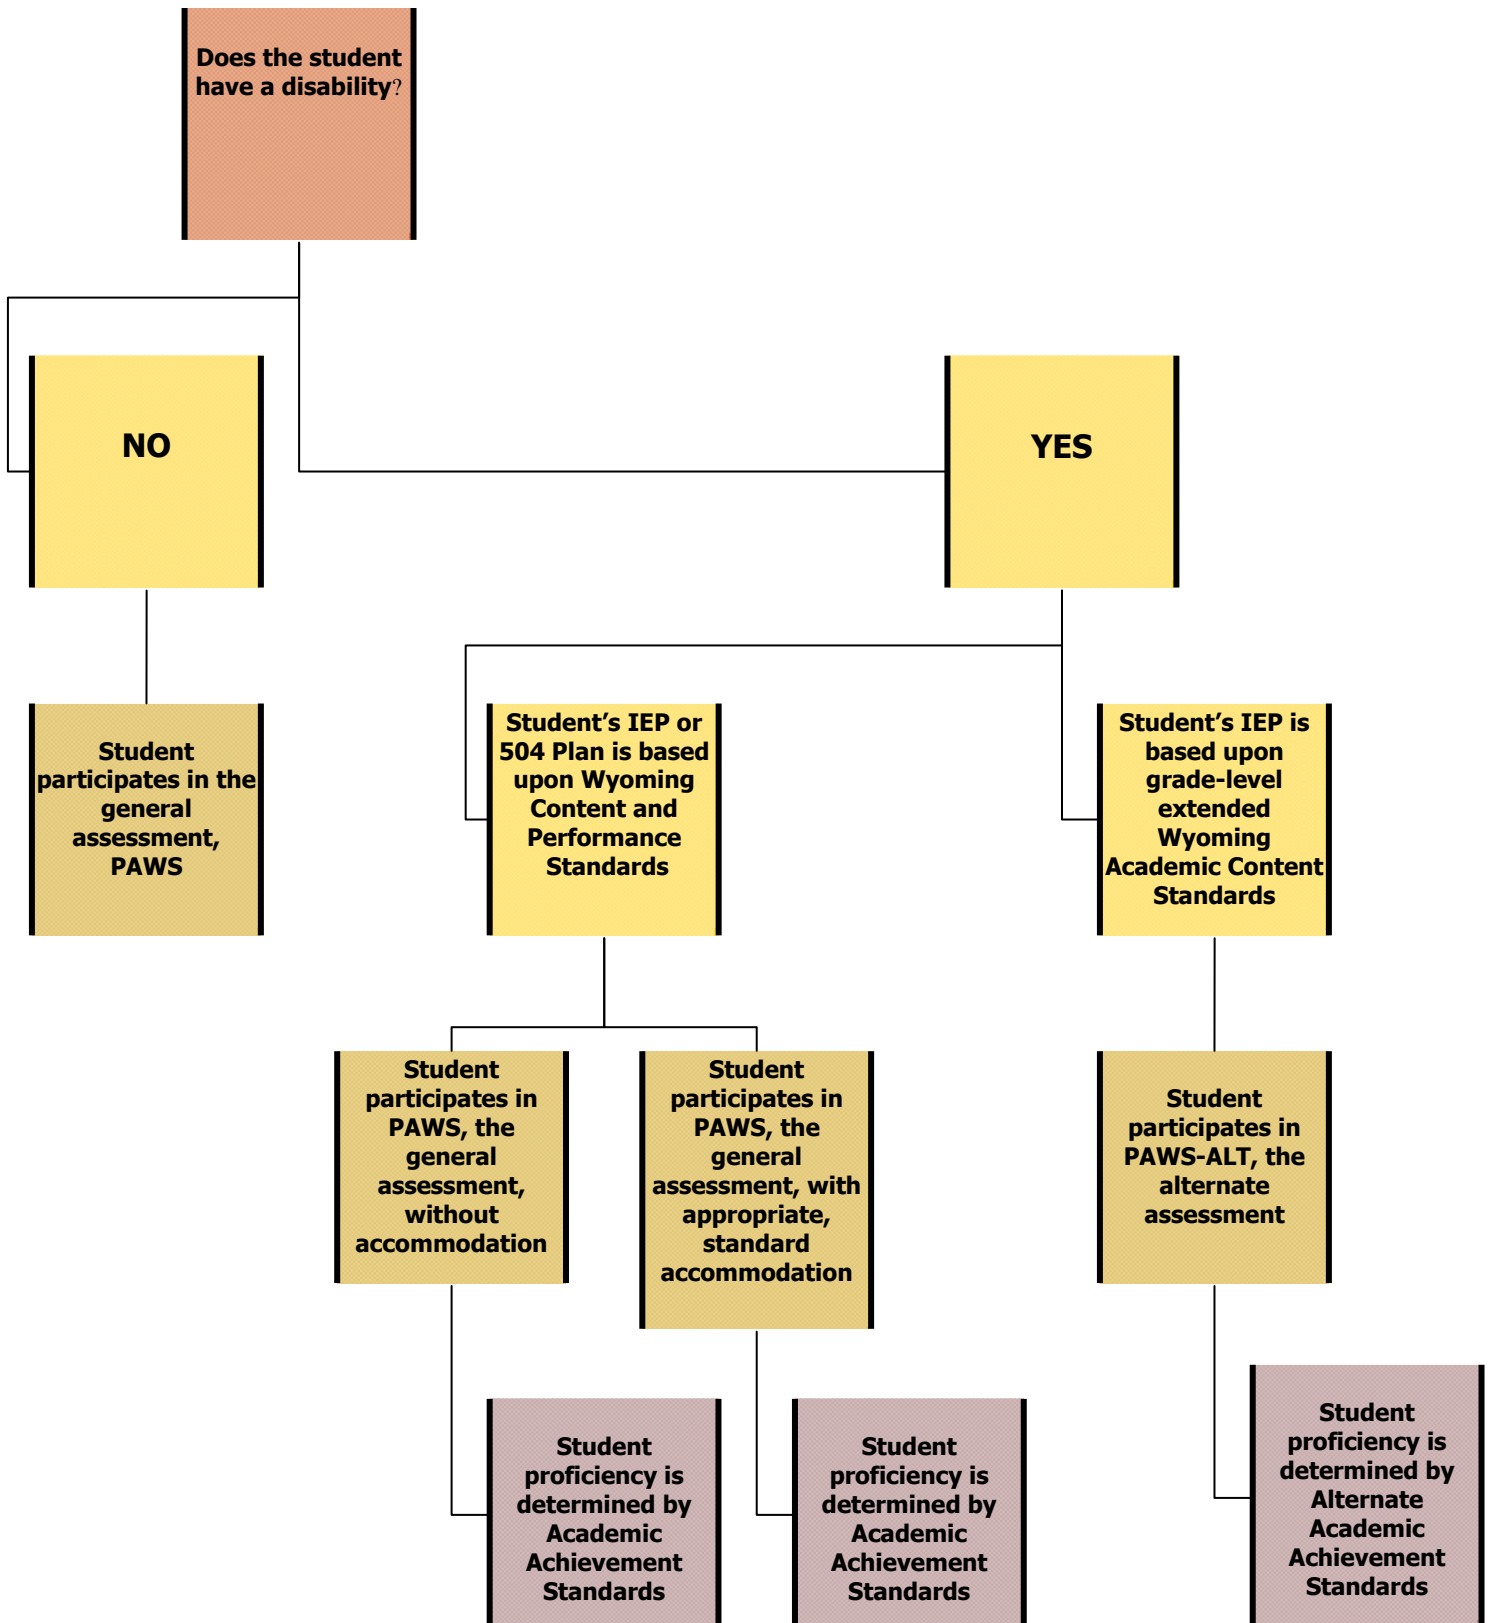 Does the student
have a disability?
NO
YES
Student
participates in the
general
assessment,
PAWS
Student’s IEP or
504 Plan is based
upon Wyoming
Content and
Performance
Standards
Student’s IEP is
based upon
grade-level
extended
Wyoming
Academic Content
Standards
Student
participates in
PAWS, the
general
assessment,
without
accommodation
Student
participates in
PAWS, the
general
assessment, with
appropriate,
standard
accommodation
Student
participates in
PAWS-ALT, the
alternate
assessment
Student
proficiency is
determined by
Academic
Achievement
Standards
Student
proficiency is
determined by
Academic
Achievement
Standards
Student
proficiency is
determined by
Alternate
Academic
Achievement
Standards